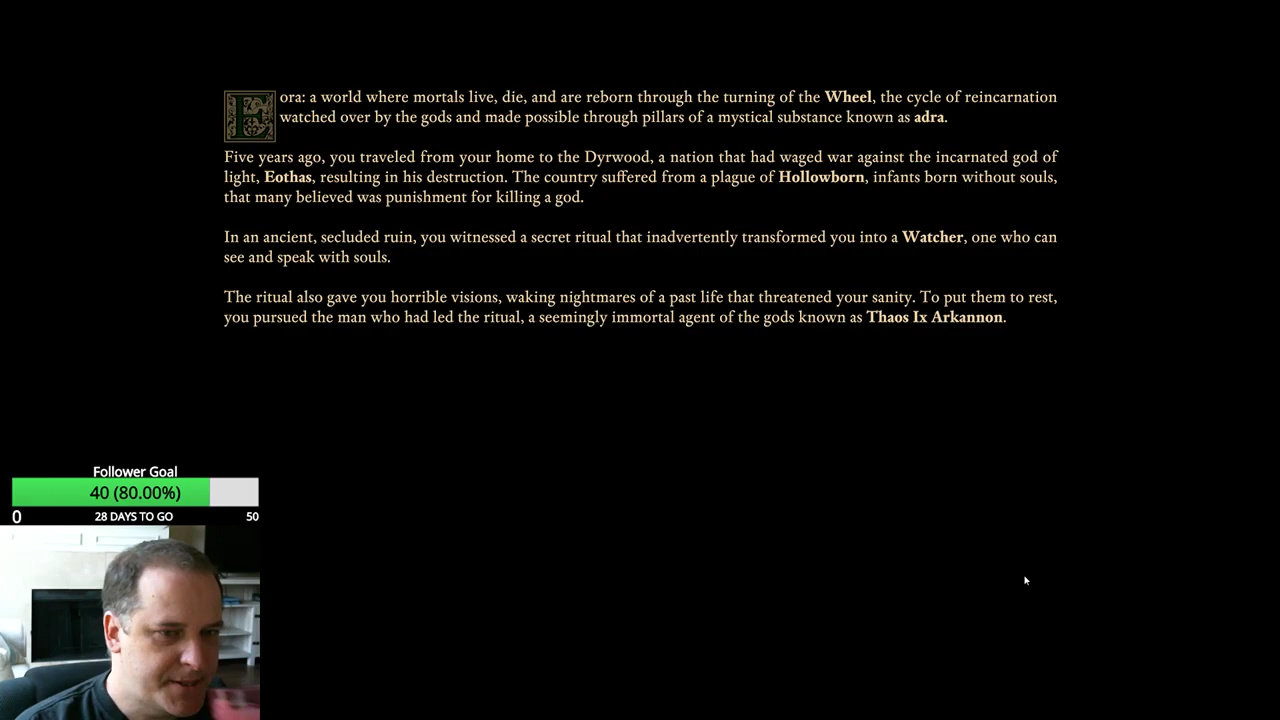 Eora: a world where mortals live, die, and are reborn through the turning of the Wheel, the cycle of reincarnation
watched over by the gods and made possible through pillars of a mystical substance known as adra.
Five years ago, you traveled from your home to the Dyrwood, a nation that had waged war against the incarnated god of
light, Eothas, resulting in his destruction. The country suffered from a plague of Hollowborn, infants born without souls,
that many believed was punishment for killing a god.
In an ancient, secluded ruin, you witnessed a secret ritual that inadvertently transformed you into a Watcher, one who can
see and speak with souls.
The ritual also gave you horrible visions, waking nightmares of a past life that threatened your sanity. To put them to rest,
you pursued the man who had led the ritual, a seemingly immortal agent of the gods known as Thaos Ix Arkannon.
Follower Goal
40 (80.00%)
0 28 DAYS TO GO 50